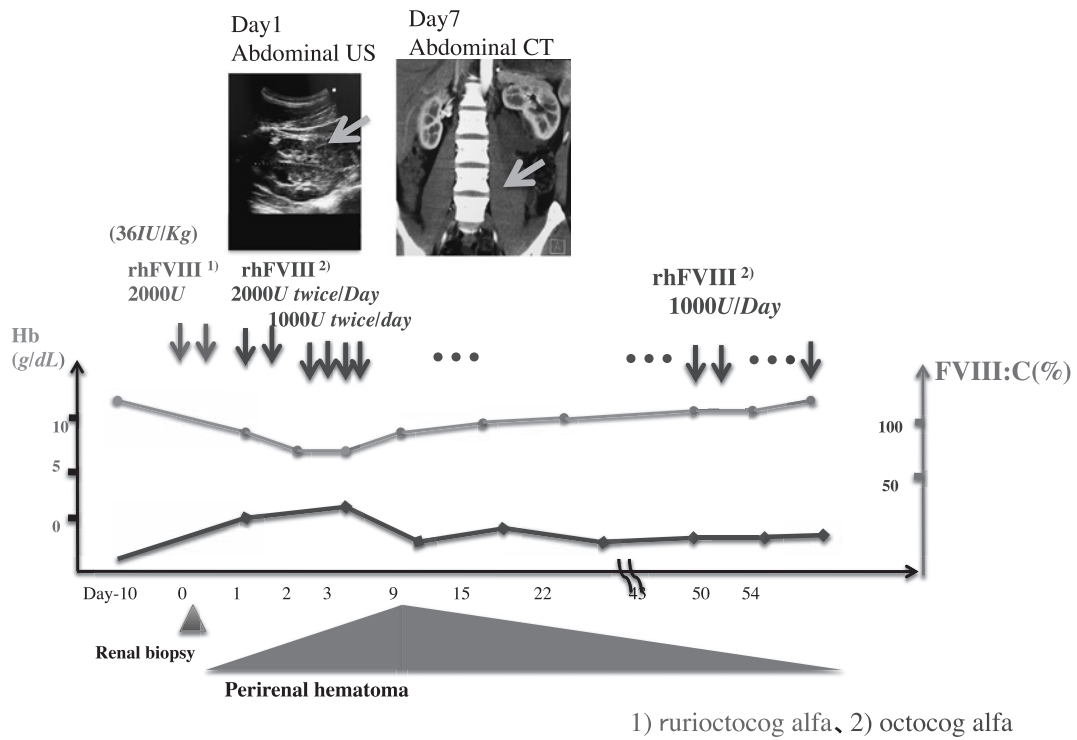 Day1
Abdominal US
Day7
Abdominal CT
(36IU/Kg)
rhFVIII 1)
2000U
rhFVIII 2)
2000U twice/Day
1000U twice/day
rhFVIII 2)
1000U/Day
Hb
(g/dL)
FVIII:C(%)
10
5
0
100
50
Day-10 0 1 2 3 9 15 22 45 50 54
Renal biopsy
Perirenal hematoma
1) rurioctocog alfa、2) octocog alfa